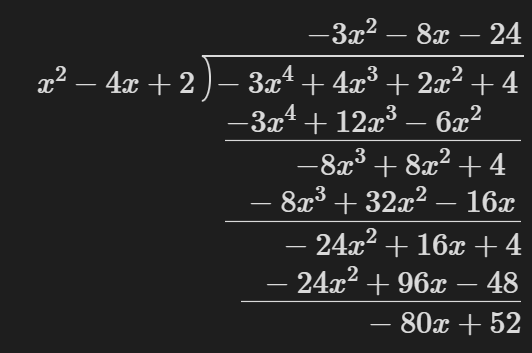 −3x² − 8x − 24
x² − 4x + 2 ) − 3x⁴ + 4x³ + 2x² + 4
−3x⁴ + 12x³ − 6x²
−8x³ + 8x² + 4
− 8x³ + 32x² − 16x
− 24x² + 16x + 4
− 24x² + 96x − 48
− 80x + 52